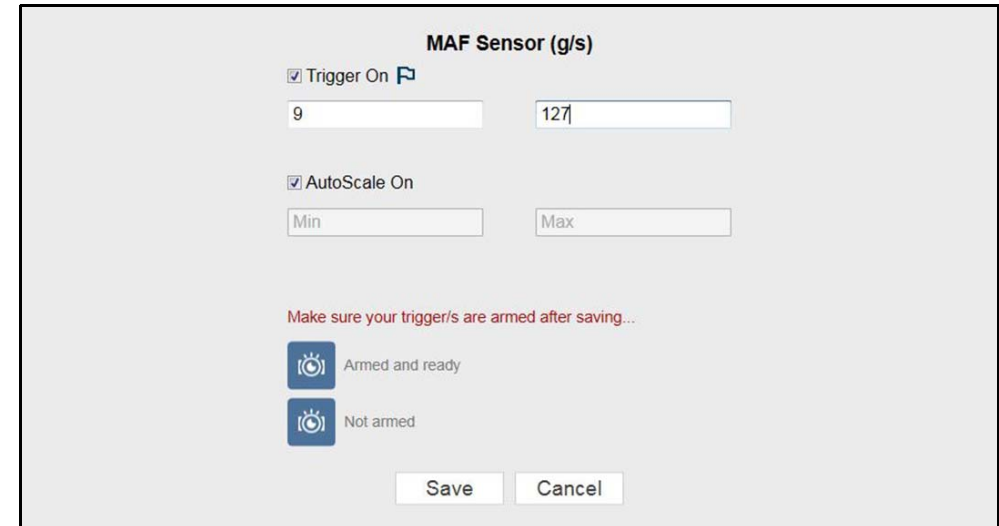 MAF Sensor (g/s)
Trigger On
9 127
AutoScale On
Min Max
Make sure your trigger/s are armed after saving...
Armed and ready
Not armed
Save Cancel